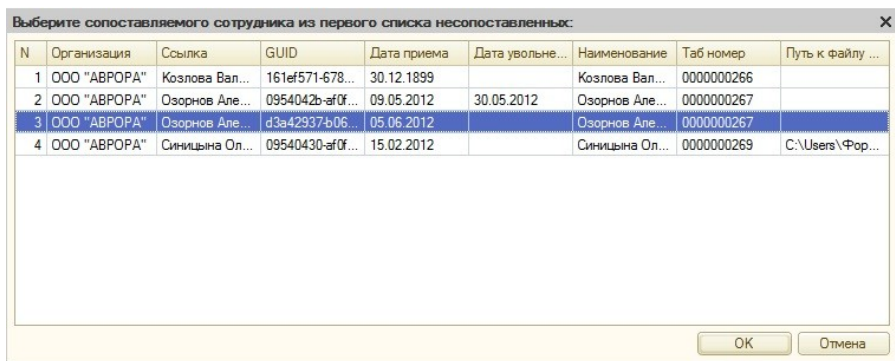 Выберите сопоставляемого сотрудника из первого списка несопоставленных:
N Организация Ссылка GUID Дата приема Дата увольне... Наименование Таб номер Путь к файлу ...
1 ООО "АВРОРА" Козлова Вал... 161ef571-678... 30.12.1899 Козлова Вал... 0000000266
2 ООО "АВРОРА" Озорнов Але... 0954042b-af0f... 09.05.2012 30.05.2012 Озорнов Але... 0000000267
3 ООО "АВРОРА" Озорнов Але... d3a42937-b06... 05.06.2012 Озорнов Але... 0000000267
4 ООО "АВРОРА" Синицына Ол... 09540430-af0f... 15.02.2012 Синицына Ол... 0000000269 C:\Users\Фор...
OK Отмена